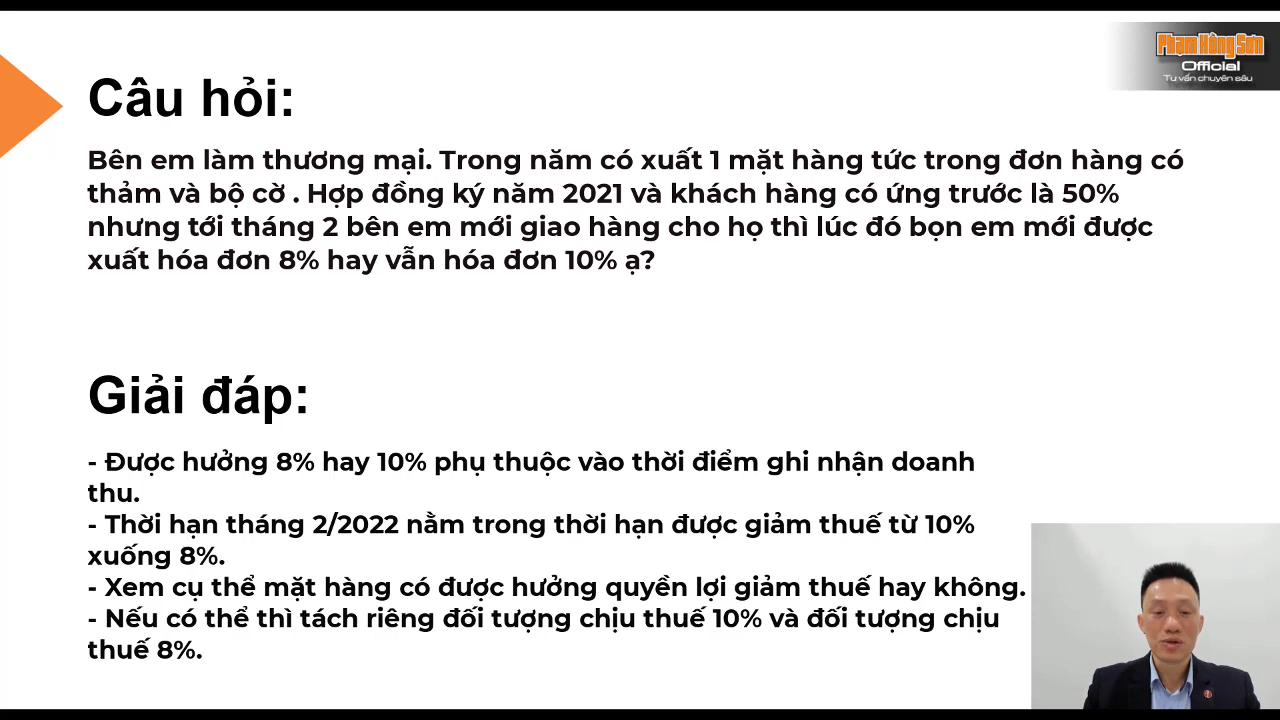 Phạm Hồng Sơn
Official
Tư vấn chuyên sâu
Câu hỏi:
Bên em làm thương mại. Trong năm có xuất 1 mặt hàng tức trong đơn hàng có
thảm và bộ cờ . Hợp đồng ký năm 2021 và khách hàng có ứng trước là 50%
nhưng tới tháng 2 bên em mới giao hàng cho họ thì lúc đó bọn em mới được
xuất hóa đơn 8% hay vẫn hóa đơn 10% ạ?
Giải đáp:
- Được hưởng 8% hay 10% phụ thuộc vào thời điểm ghi nhận doanh
thu.
- Thời hạn tháng 2/2022 nằm trong thời hạn được giảm thuế từ 10%
xuống 8%.
- Xem cụ thể mặt hàng có được hưởng quyền lợi giảm thuế hay không.
- Nếu có thể thì tách riêng đối tượng chịu thuế 10% và đối tượng chịu
thuế 8%.